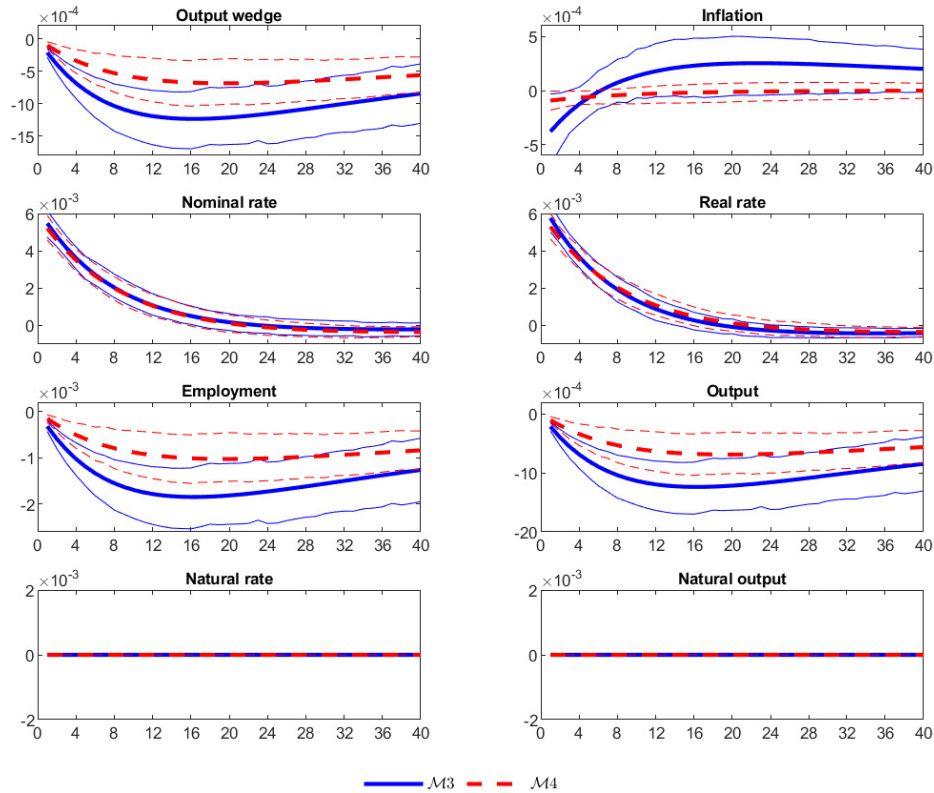 Output wedge
×10⁻⁴
0
-5
-10
-15
0 4 8 12 16 20 24 28 32 36 40
Inflation
×10⁻⁴
5
0
-5
0 4 8 12 16 20 24 28 32 36 40
Nominal rate
×10⁻³
6
4
2
0
0 4 8 12 16 20 24 28 32 36 40
Real rate
×10⁻³
6
4
2
0
0 4 8 12 16 20 24 28 32 36 40
Employment
×10⁻³
0
-1
-2
0 4 8 12 16 20 24 28 32 36 40
Output
×10⁻⁴
0
-10
-20
0 4 8 12 16 20 24 28 32 36 40
Natural rate
×10⁻³
2
0
-2
0 4 8 12 16 20 24 28 32 36 40
Natural output
×10⁻³
2
0
-2
0 4 8 12 16 20 24 28 32 36 40
ℳ3 ℳ4